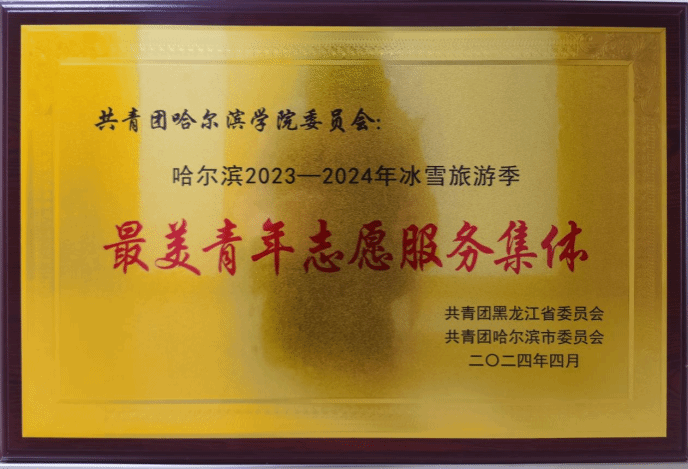 共青团哈尔滨学院委员会：
哈尔滨2023—2024年冰雪旅游季
最美青年志愿服务集体
共青团黑龙江省委员会
共青团哈尔滨市委员会
二〇二四年四月